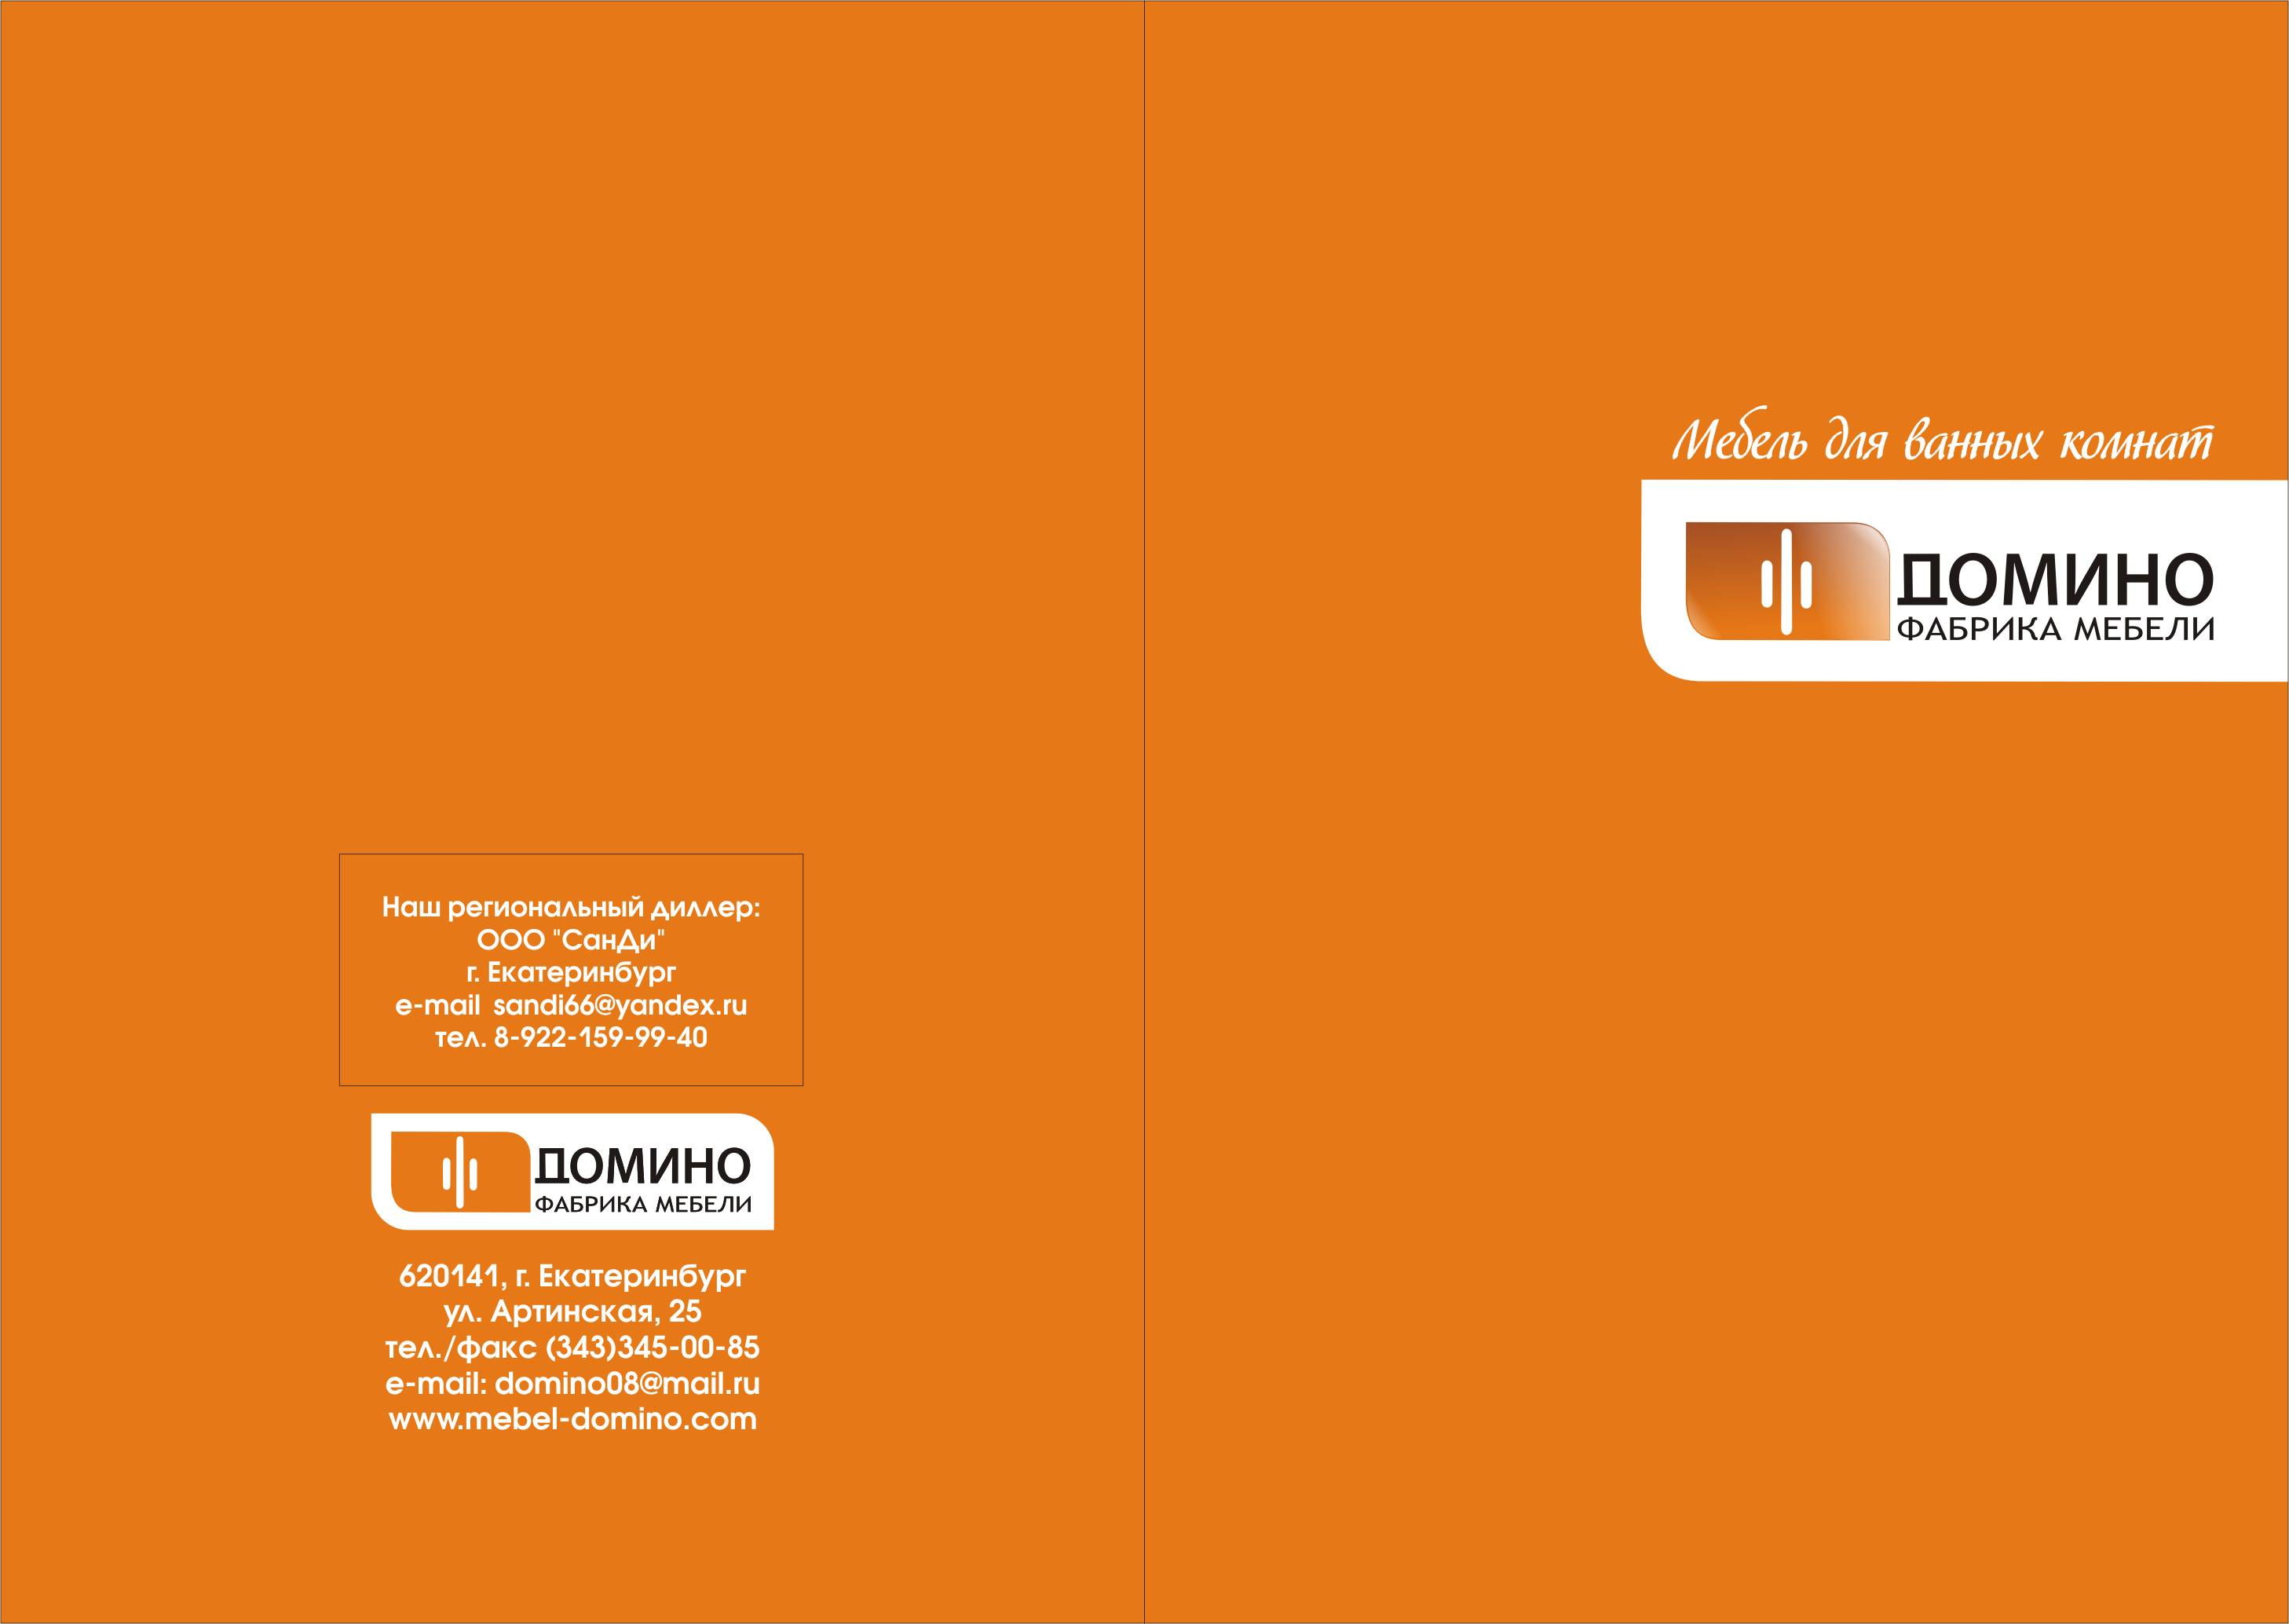 Наш региональный диллер:
ООО "СанДи"
г. Екатеринбург
e-mail  sandi66@yandex.ru
тел. 8-922-159-99-40
ДОМИНО
ФАБРИКА МЕБЕЛИ
620141, г. Екатеринбург
ул. Артинская, 25
тел./факс (343)345-00-85
e-mail: domino08@mail.ru
www.mebel-domino.com
Мебель для ванных комнат
ДОМИНО
ФАБРИКА МЕБЕЛИ